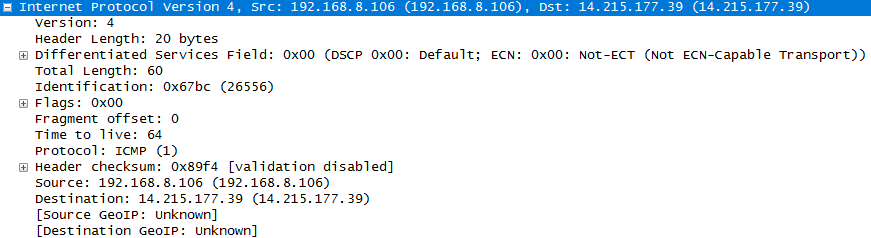 Internet Protocol Version 4, Src: 192.168.8.106 (192.168.8.106), Dst: 14.215.177.39 (14.215.177.39)
Version: 4
Header Length: 20 bytes
Differentiated Services Field: 0x00 (DSCP 0x00: Default; ECN: 0x00: Not-ECT (Not ECN-Capable Transport))
Total Length: 60
Identification: 0x67bc (26556)
Flags: 0x00
Fragment offset: 0
Time to live: 64
Protocol: ICMP (1)
Header checksum: 0x89f4 [validation disabled]
Source: 192.168.8.106 (192.168.8.106)
Destination: 14.215.177.39 (14.215.177.39)
[Source GeoIP: Unknown]
[Destination GeoIP: Unknown]